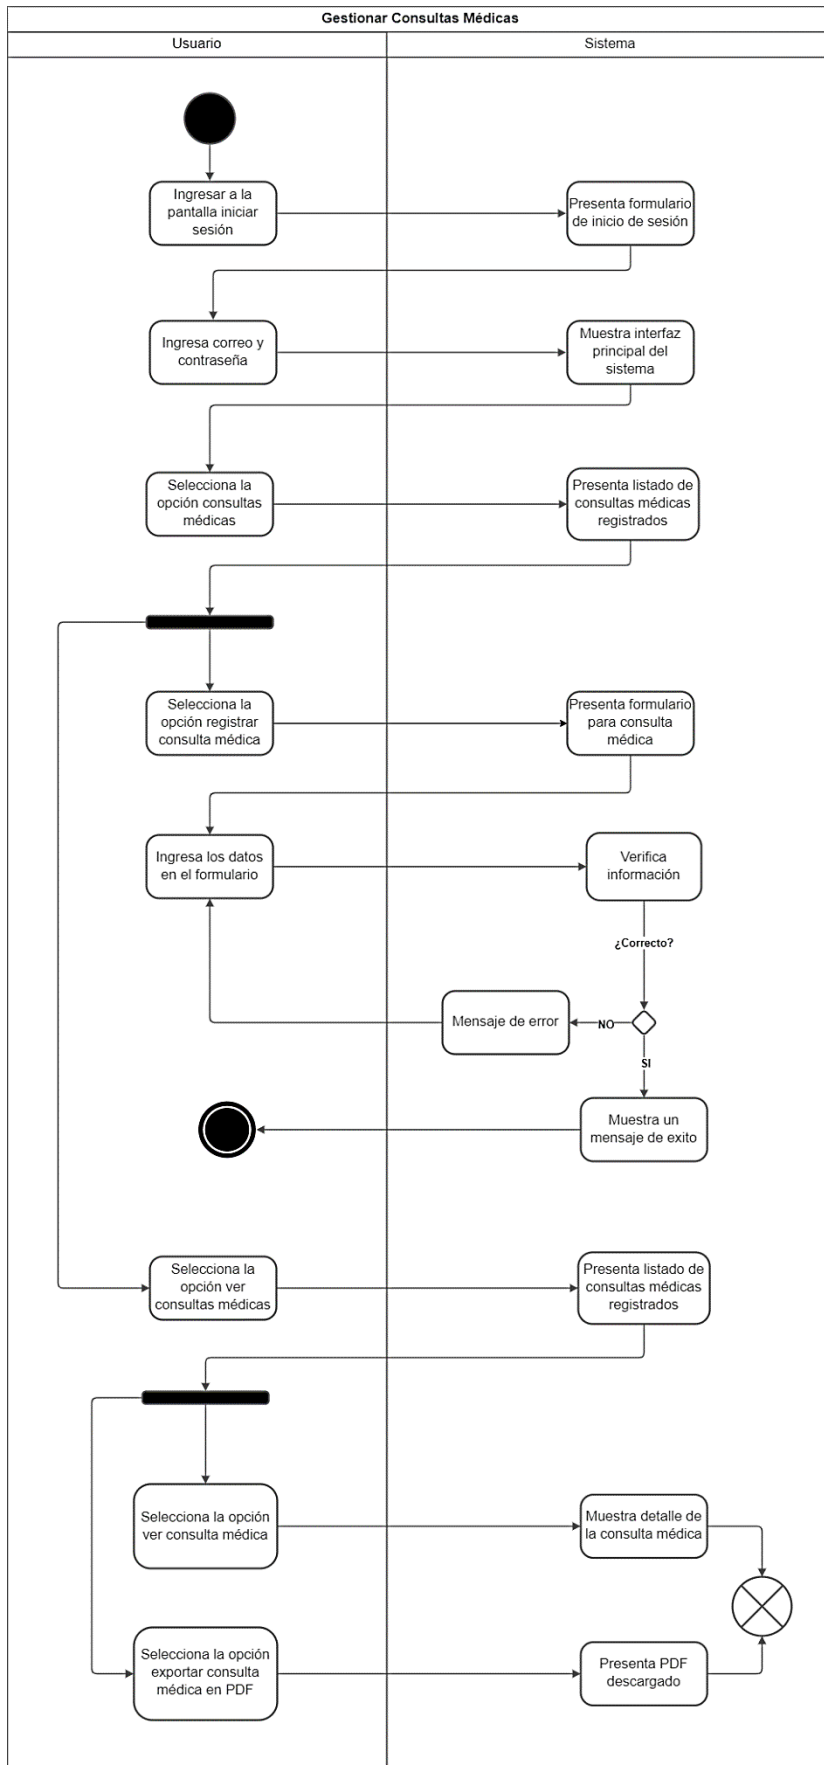 Gestionar Consultas Médicas
Usuario
Sistema
Ingresar a la
pantalla iniciar
sesión
Presenta formulario
de inicio de sesión
Ingresa correo y
contraseña
Muestra interfaz
principal del
sistema
Selecciona la
opción consultas
médicas
Presenta listado de
consultas médicas
registrados
Selecciona la
opción registrar
consulta médica
Presenta formulario
para consulta
médica
Ingresa los datos
en el formulario
Verifica
información
¿Correcto?
Mensaje de error
NO
SI
Muestra un
mensaje de exito
Selecciona la
opción ver
consultas médicas
Presenta listado de
consultas médicas
registrados
Selecciona la opción
ver consulta médica
Muestra detalle de
la consulta médica
Selecciona la opción
exportar consulta
médica en PDF
Presenta PDF
descargado